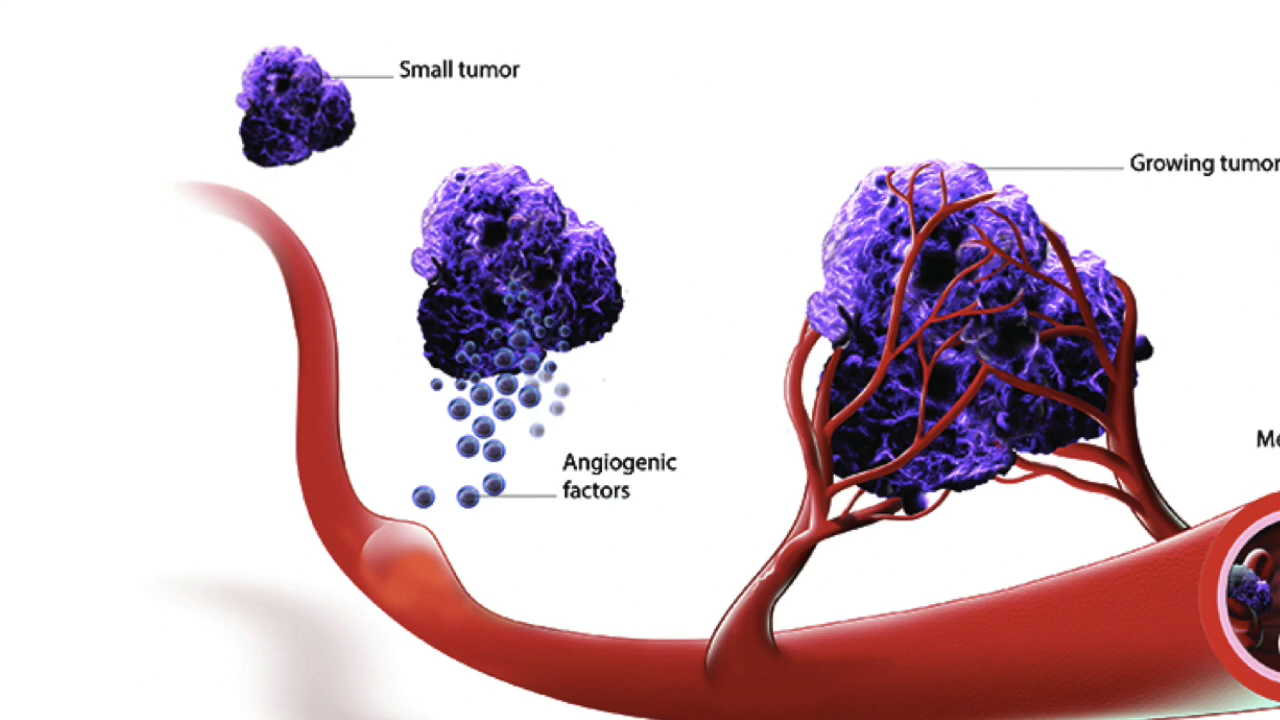 Small tumor
Growing tumor
Angiogenic
factors